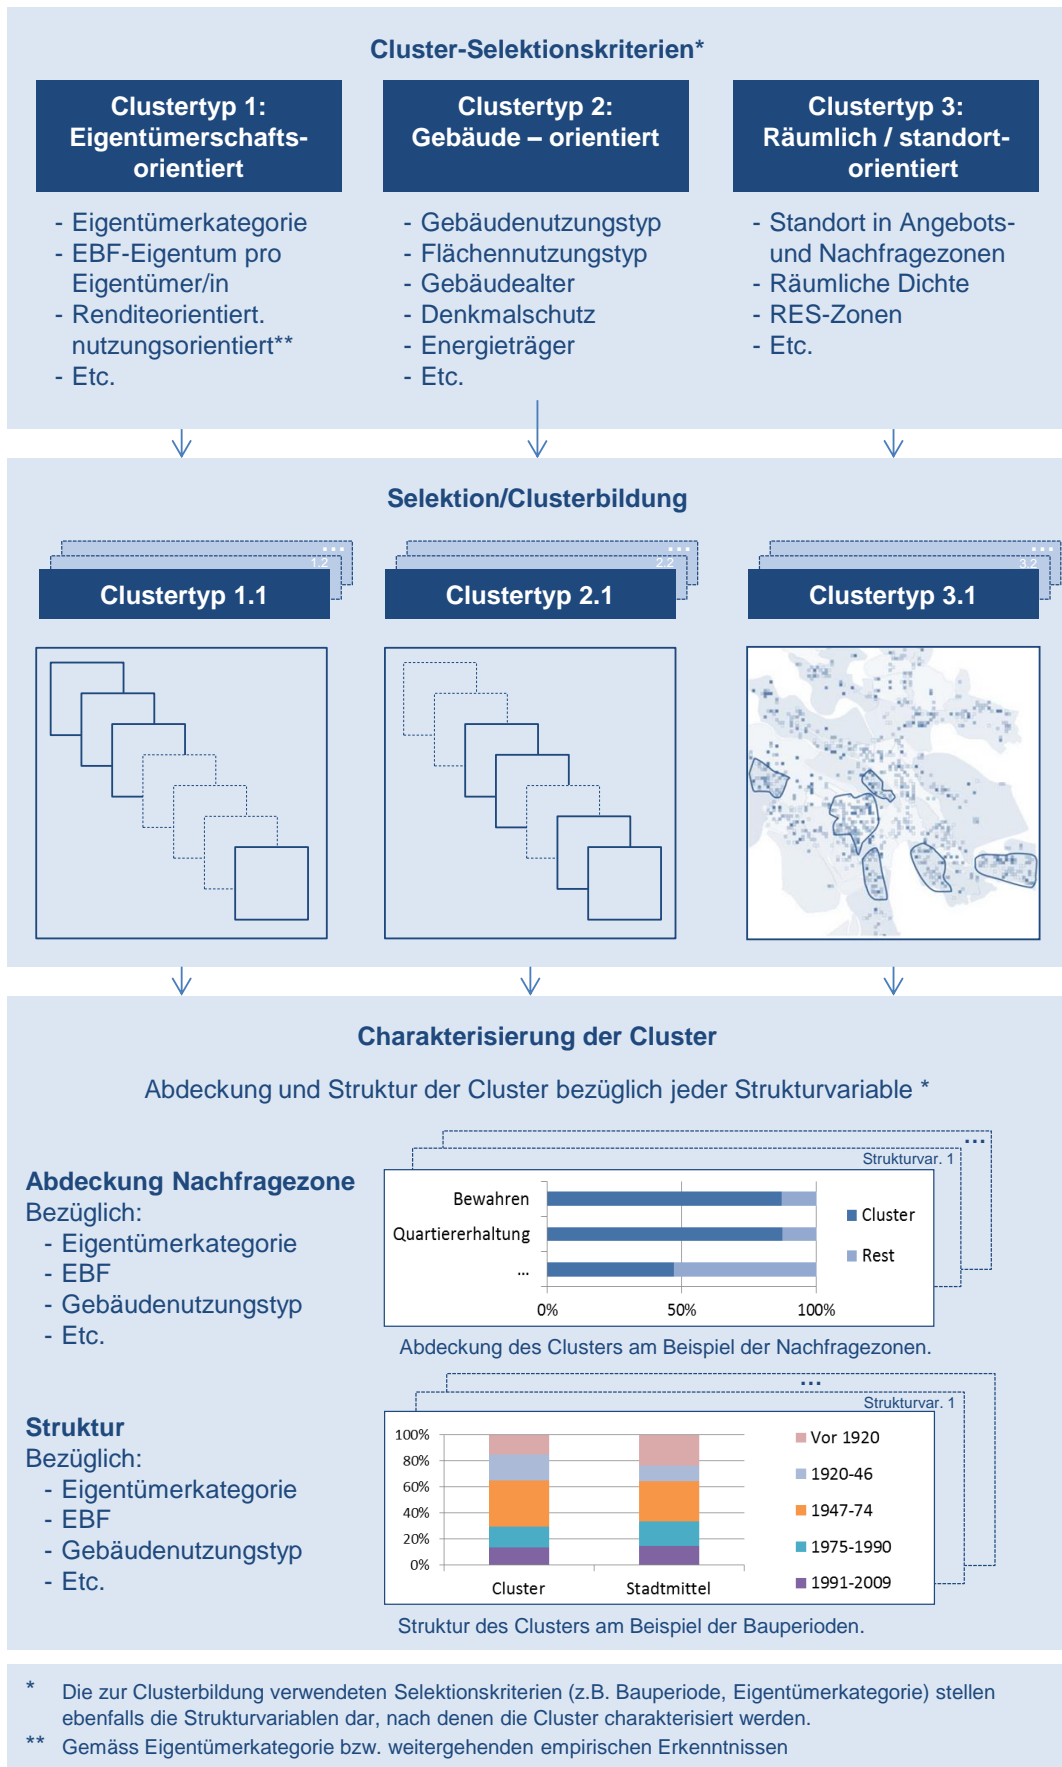 Cluster-Selektionskriterien*
Clustertyp 1:
Eigentümerschafts-
orientiert
- Eigentümerkategorie
- EBF-Eigentum pro
Eigentümer/in
- Renditeorientiert.
nutzungsorientiert**
- Etc.
Clustertyp 2:
Gebäude – orientiert
- Gebäudenutzungstyp
- Flächennutzungstyp
- Gebäudealter
- Denkmalschutz
- Energieträger
- Etc.
Clustertyp 3:
Räumlich / standort-
orientiert
- Standort in Angebots-
und Nachfragezonen
- Räumliche Dichte
- RES-Zonen
- Etc.
Selektion/Clusterbildung
...
1.2
Clustertyp 1.1
...
2.2
Clustertyp 2.1
...
3.2
Clustertyp 3.1
Charakterisierung der Cluster
Abdeckung und Struktur der Cluster bezüglich jeder Strukturvariable *
Abdeckung Nachfragezone
Bezüglich:
- Eigentümerkategorie
- EBF
- Gebäudenutzungstyp
- Etc.
...
Strukturvar. 1
Bewahren
Quartiererhaltung
...
0% 50% 100%
Cluster
Rest
Abdeckung des Clusters am Beispiel der Nachfragezonen.
Struktur
Bezüglich:
- Eigentümerkategorie
- EBF
- Gebäudenutzungstyp
- Etc.
...
Strukturvar. 1
100%
80%
60%
40%
20%
0%
Cluster Stadtmittel
Vor 1920
1920-46
1947-74
1975-1990
1991-2009
Struktur des Clusters am Beispiel der Bauperioden.
* Die zur Clusterbildung verwendeten Selektionskriterien (z.B. Bauperiode, Eigentümerkategorie) stellen
ebenfalls die Strukturvariablen dar, nach denen die Cluster charakterisiert werden.
** Gemäss Eigentümerkategorie bzw. weitergehenden empirischen Erkenntnissen